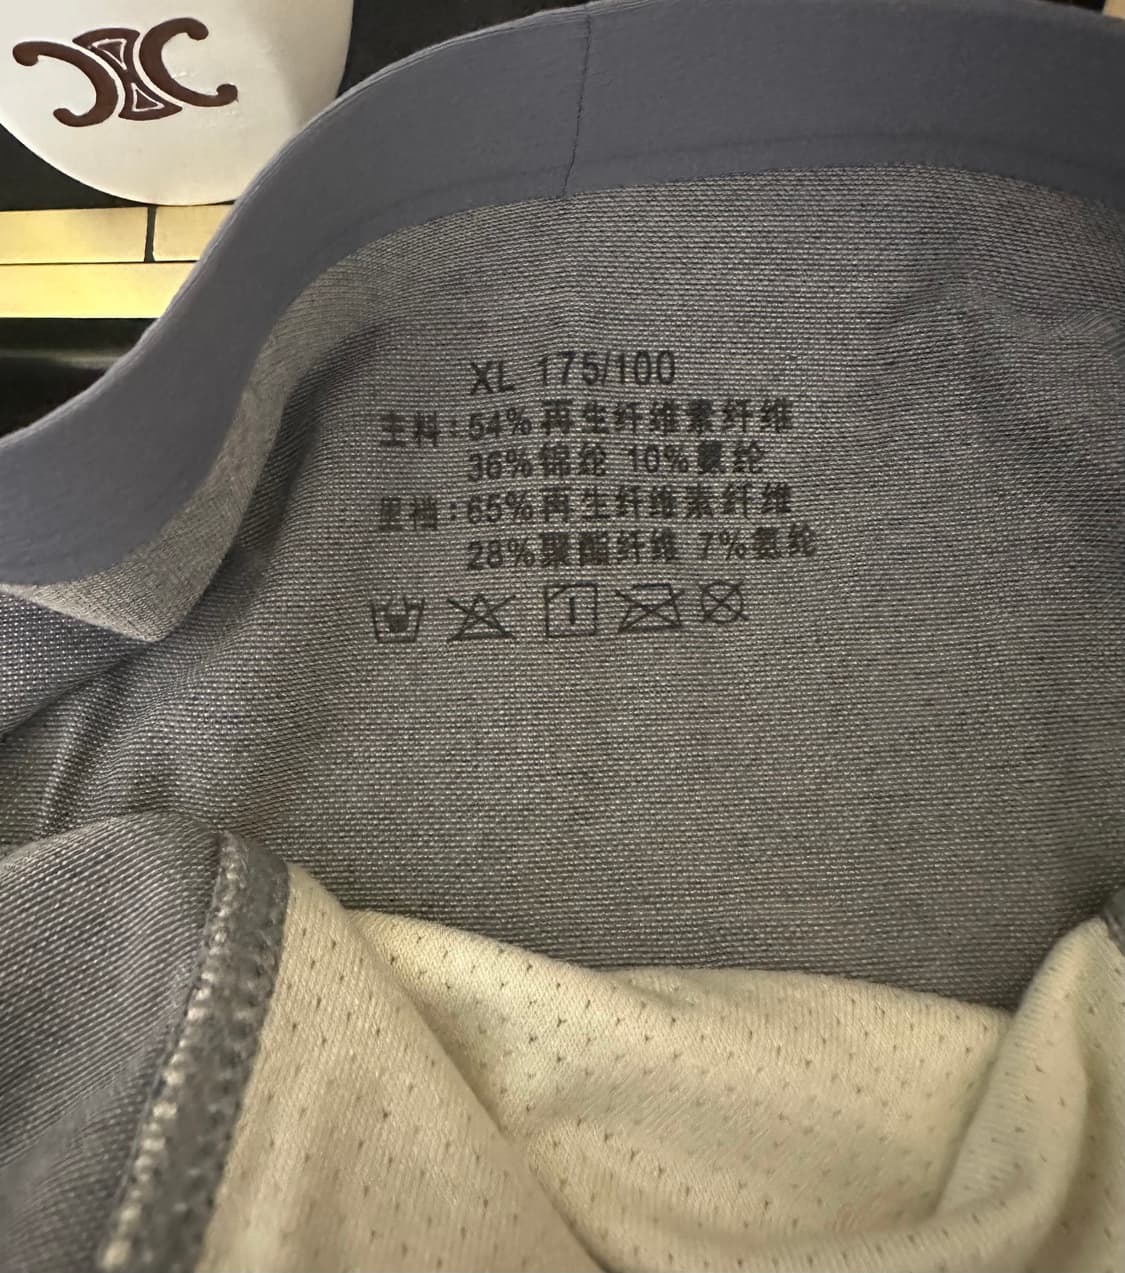 XL 175/100
主料：54%再生纤维素纤维
36%锦纶 10%氨纶
里裆：65%再生纤维素纤维
28%聚酯纤维 7%氨纶